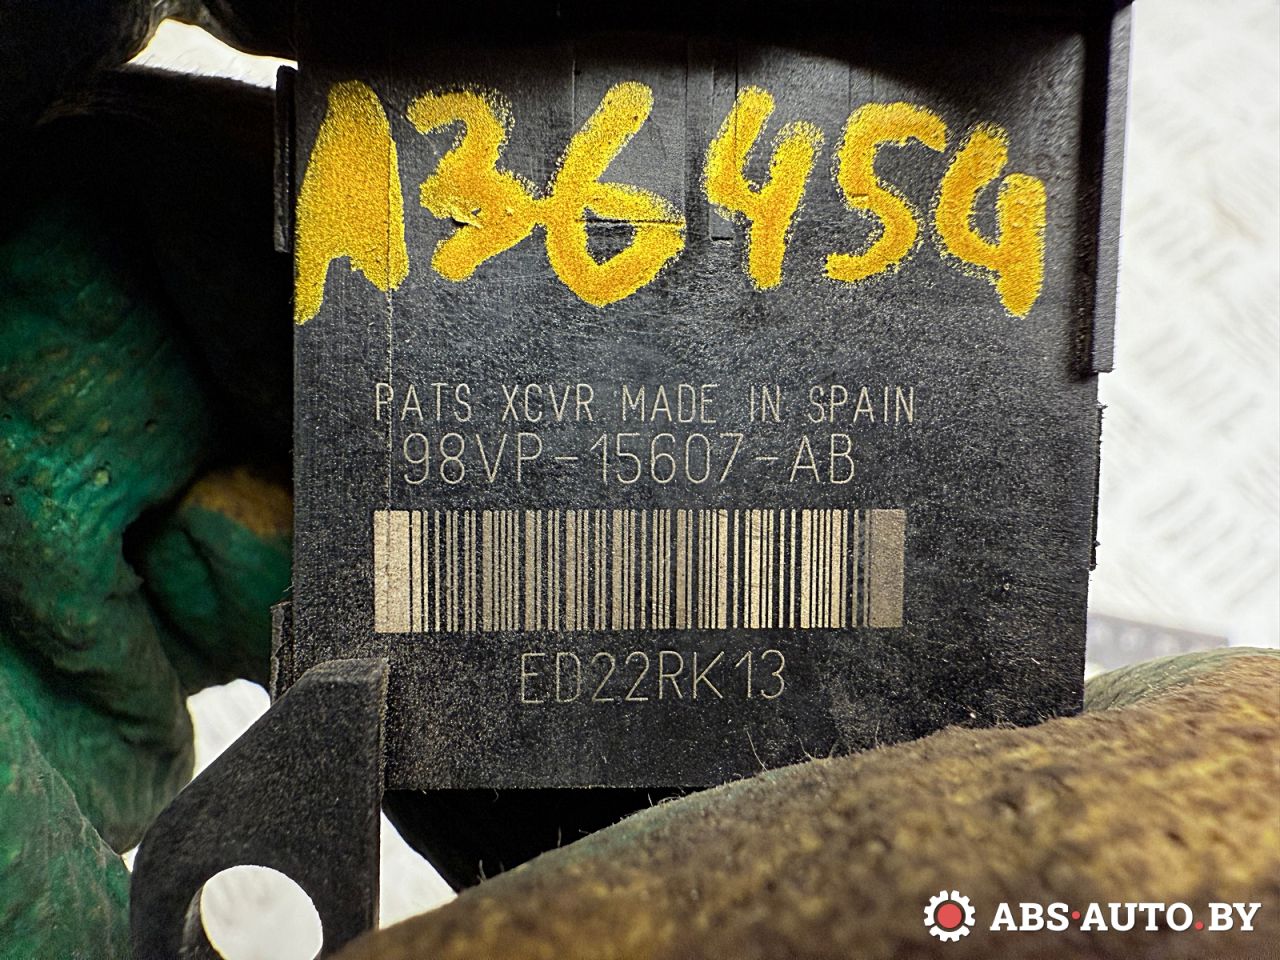 A36454
PATS XCVR MADE IN SPAIN
98VP-15607-AB
ED22RK13
ABS·AUTO.BY